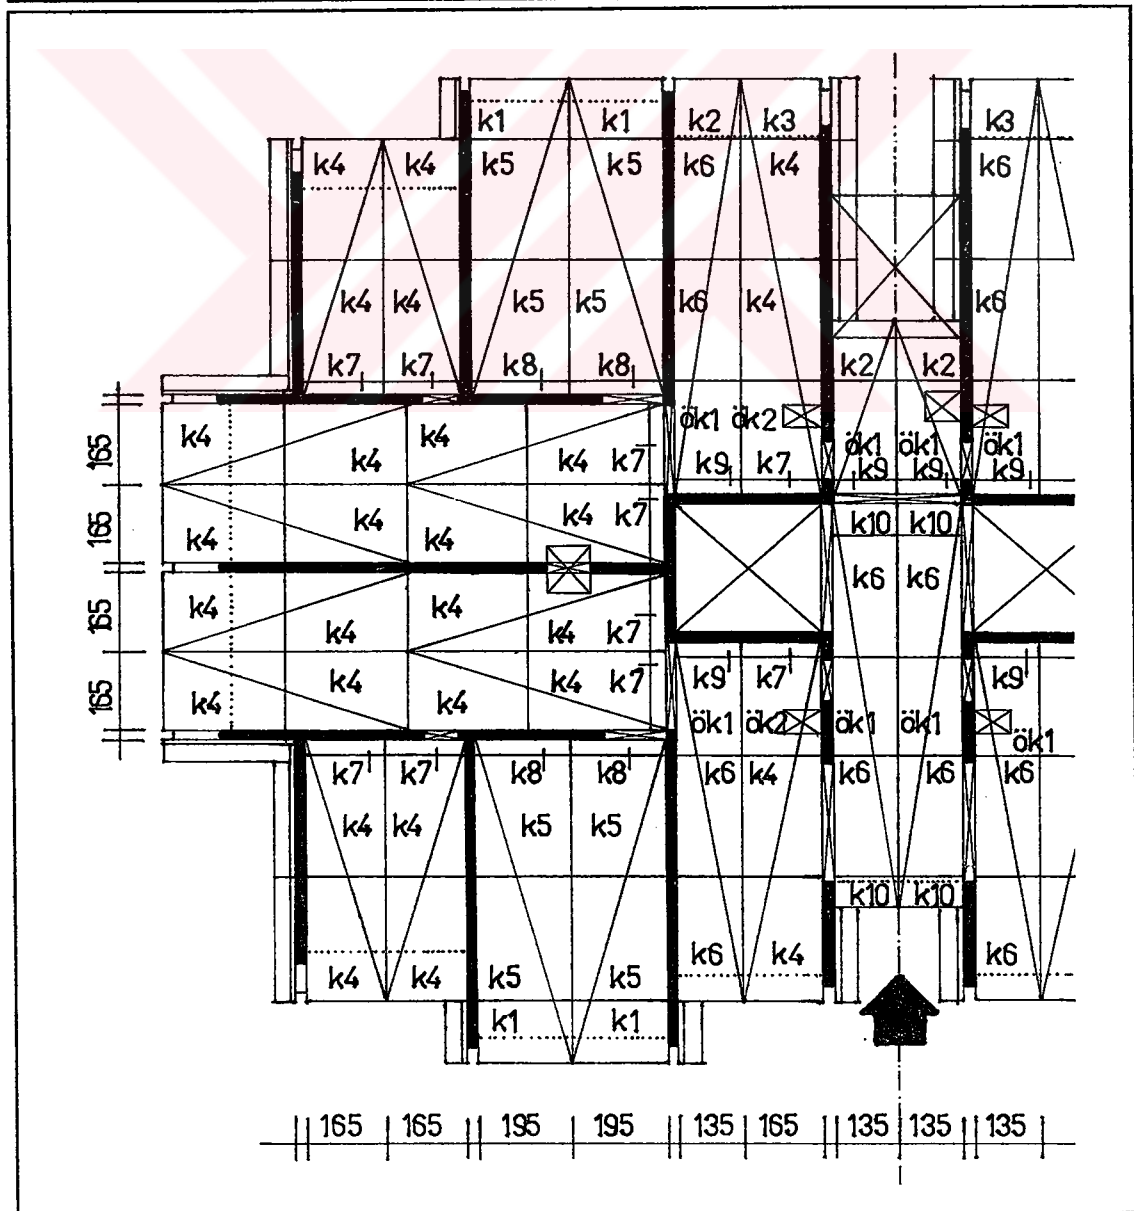 k1 k1 k2 k3 k3
k4 k4 k5 k5 k6 k4 k6
k4 k4 k5 k5 k6 k4 k6
k7 k7 k8 k8 k2 k2
165 k4 k4 ök1 ök2 ök1 ök1 ök1
k4 k4 k7 k9 k7 k9 k9 k9
165 k4 k4 k4 k4 k7 k10 k10
k6 k6
165 k4 k4 k4 k4 k7
165 k4 k4 k4 k4 k7 k9 k7 k9
ök1 ök2 ök1 ök1 ök1
k7 k7 k8 k8 k6 k4 k6 k6 k6
k4 k4 k5 k5
k10 k10
k4 k4 k5 k5 k6 k4 k6
k1 k1
165 165 195 195 135 165 135 135 135